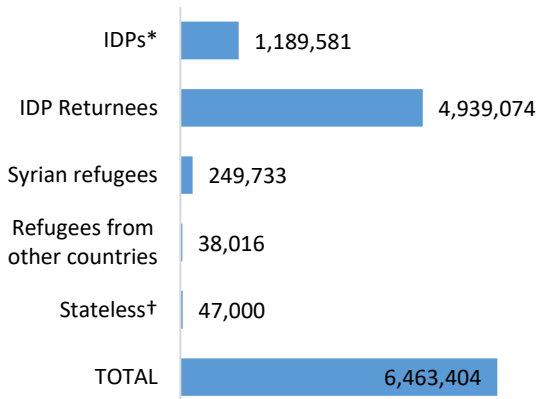 IDPs* 1,189,581
IDP Returnees 4,939,074
Syrian refugees 249,733
Refugees from
other countries 38,016
Stateless† 47,000
TOTAL 6,463,404